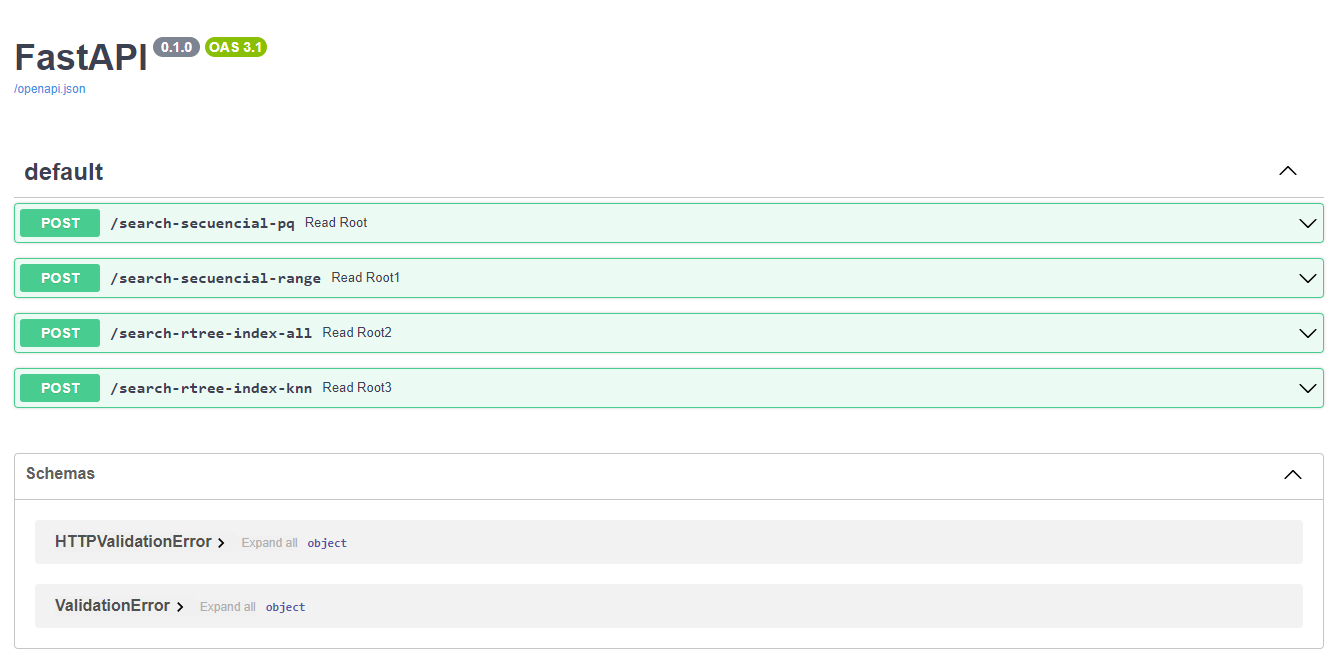 FastAPI 0.1.0 OAS 3.1
/openapi.json
default
POST /search-secuencial-pq Read Root
POST /search-secuencial-range Read Root1
POST /search-rtree-index-all Read Root2
POST /search-rtree-index-knn Read Root3
Schemas
HTTPValidationError Expand all object
ValidationError Expand all object